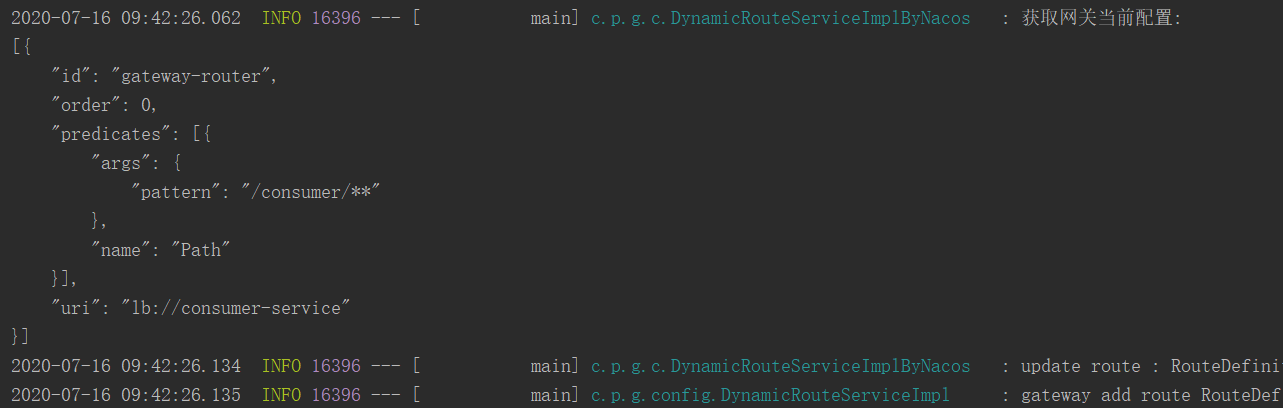 2020-07-16 09:42:26.062  INFO 16396 --- [           main] c.p.g.c.DynamicRouteServiceImplByNacos   : 获取网关当前配置:
[{
    "id": "gateway-router",
    "order": 0,
    "predicates": [{
        "args": {
            "pattern": "/consumer/**"
        },
        "name": "Path"
    }],
    "uri": "lb://consumer-service"
}]
2020-07-16 09:42:26.134  INFO 16396 --- [           main] c.p.g.c.DynamicRouteServiceImplByNacos   : update route : RouteDefini
2020-07-16 09:42:26.135  INFO 16396 --- [           main] c.p.g.config.DynamicRouteServiceImpl     : gateway add route RouteDef